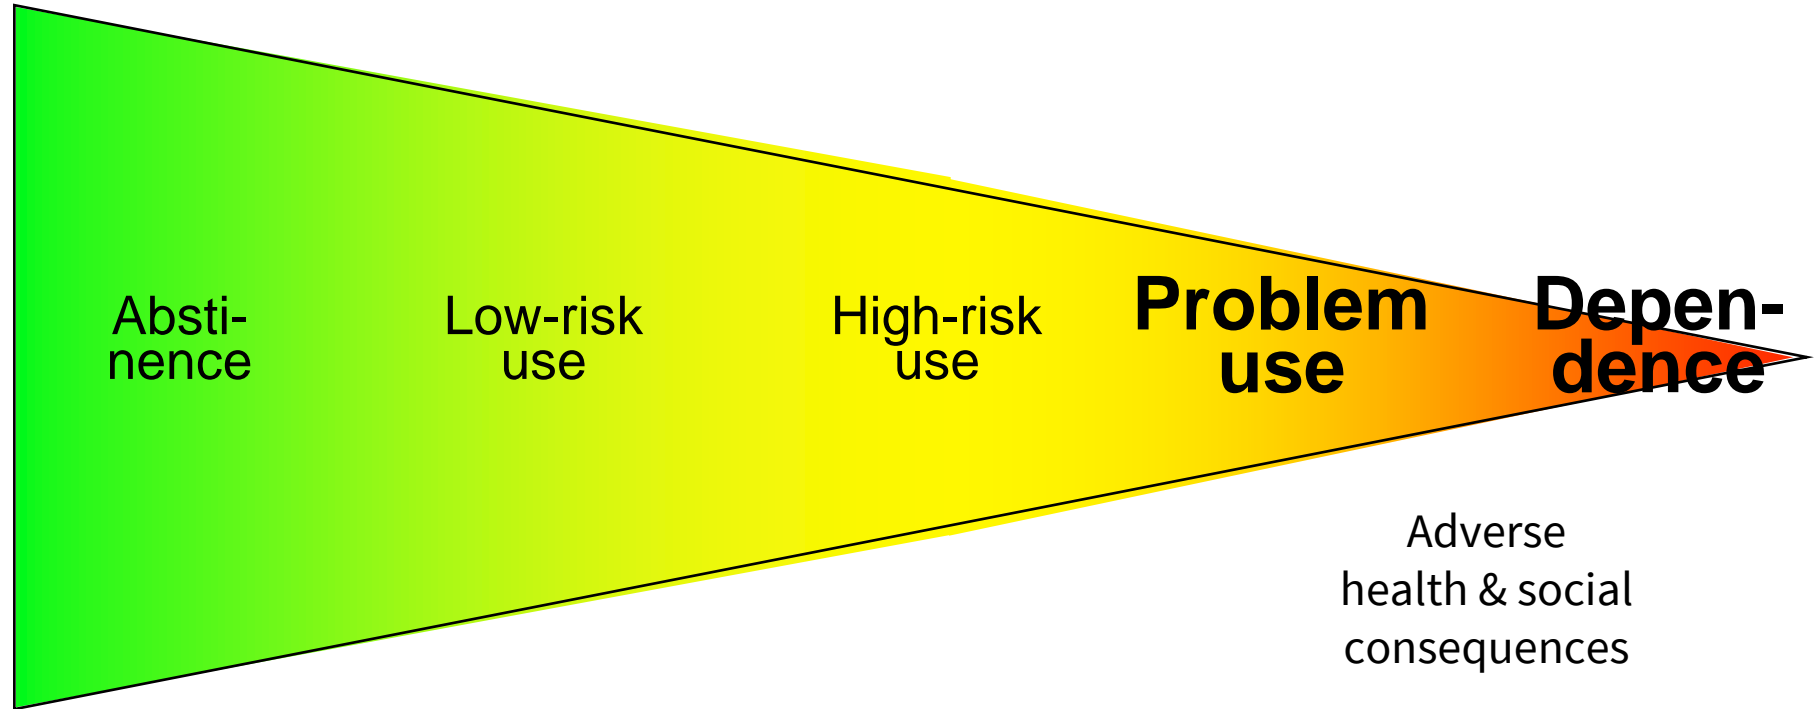 Absti-
nence
Low-risk
use
High-risk
use
Problem
use
Depen-
dence
Adverse
health & social
consequences